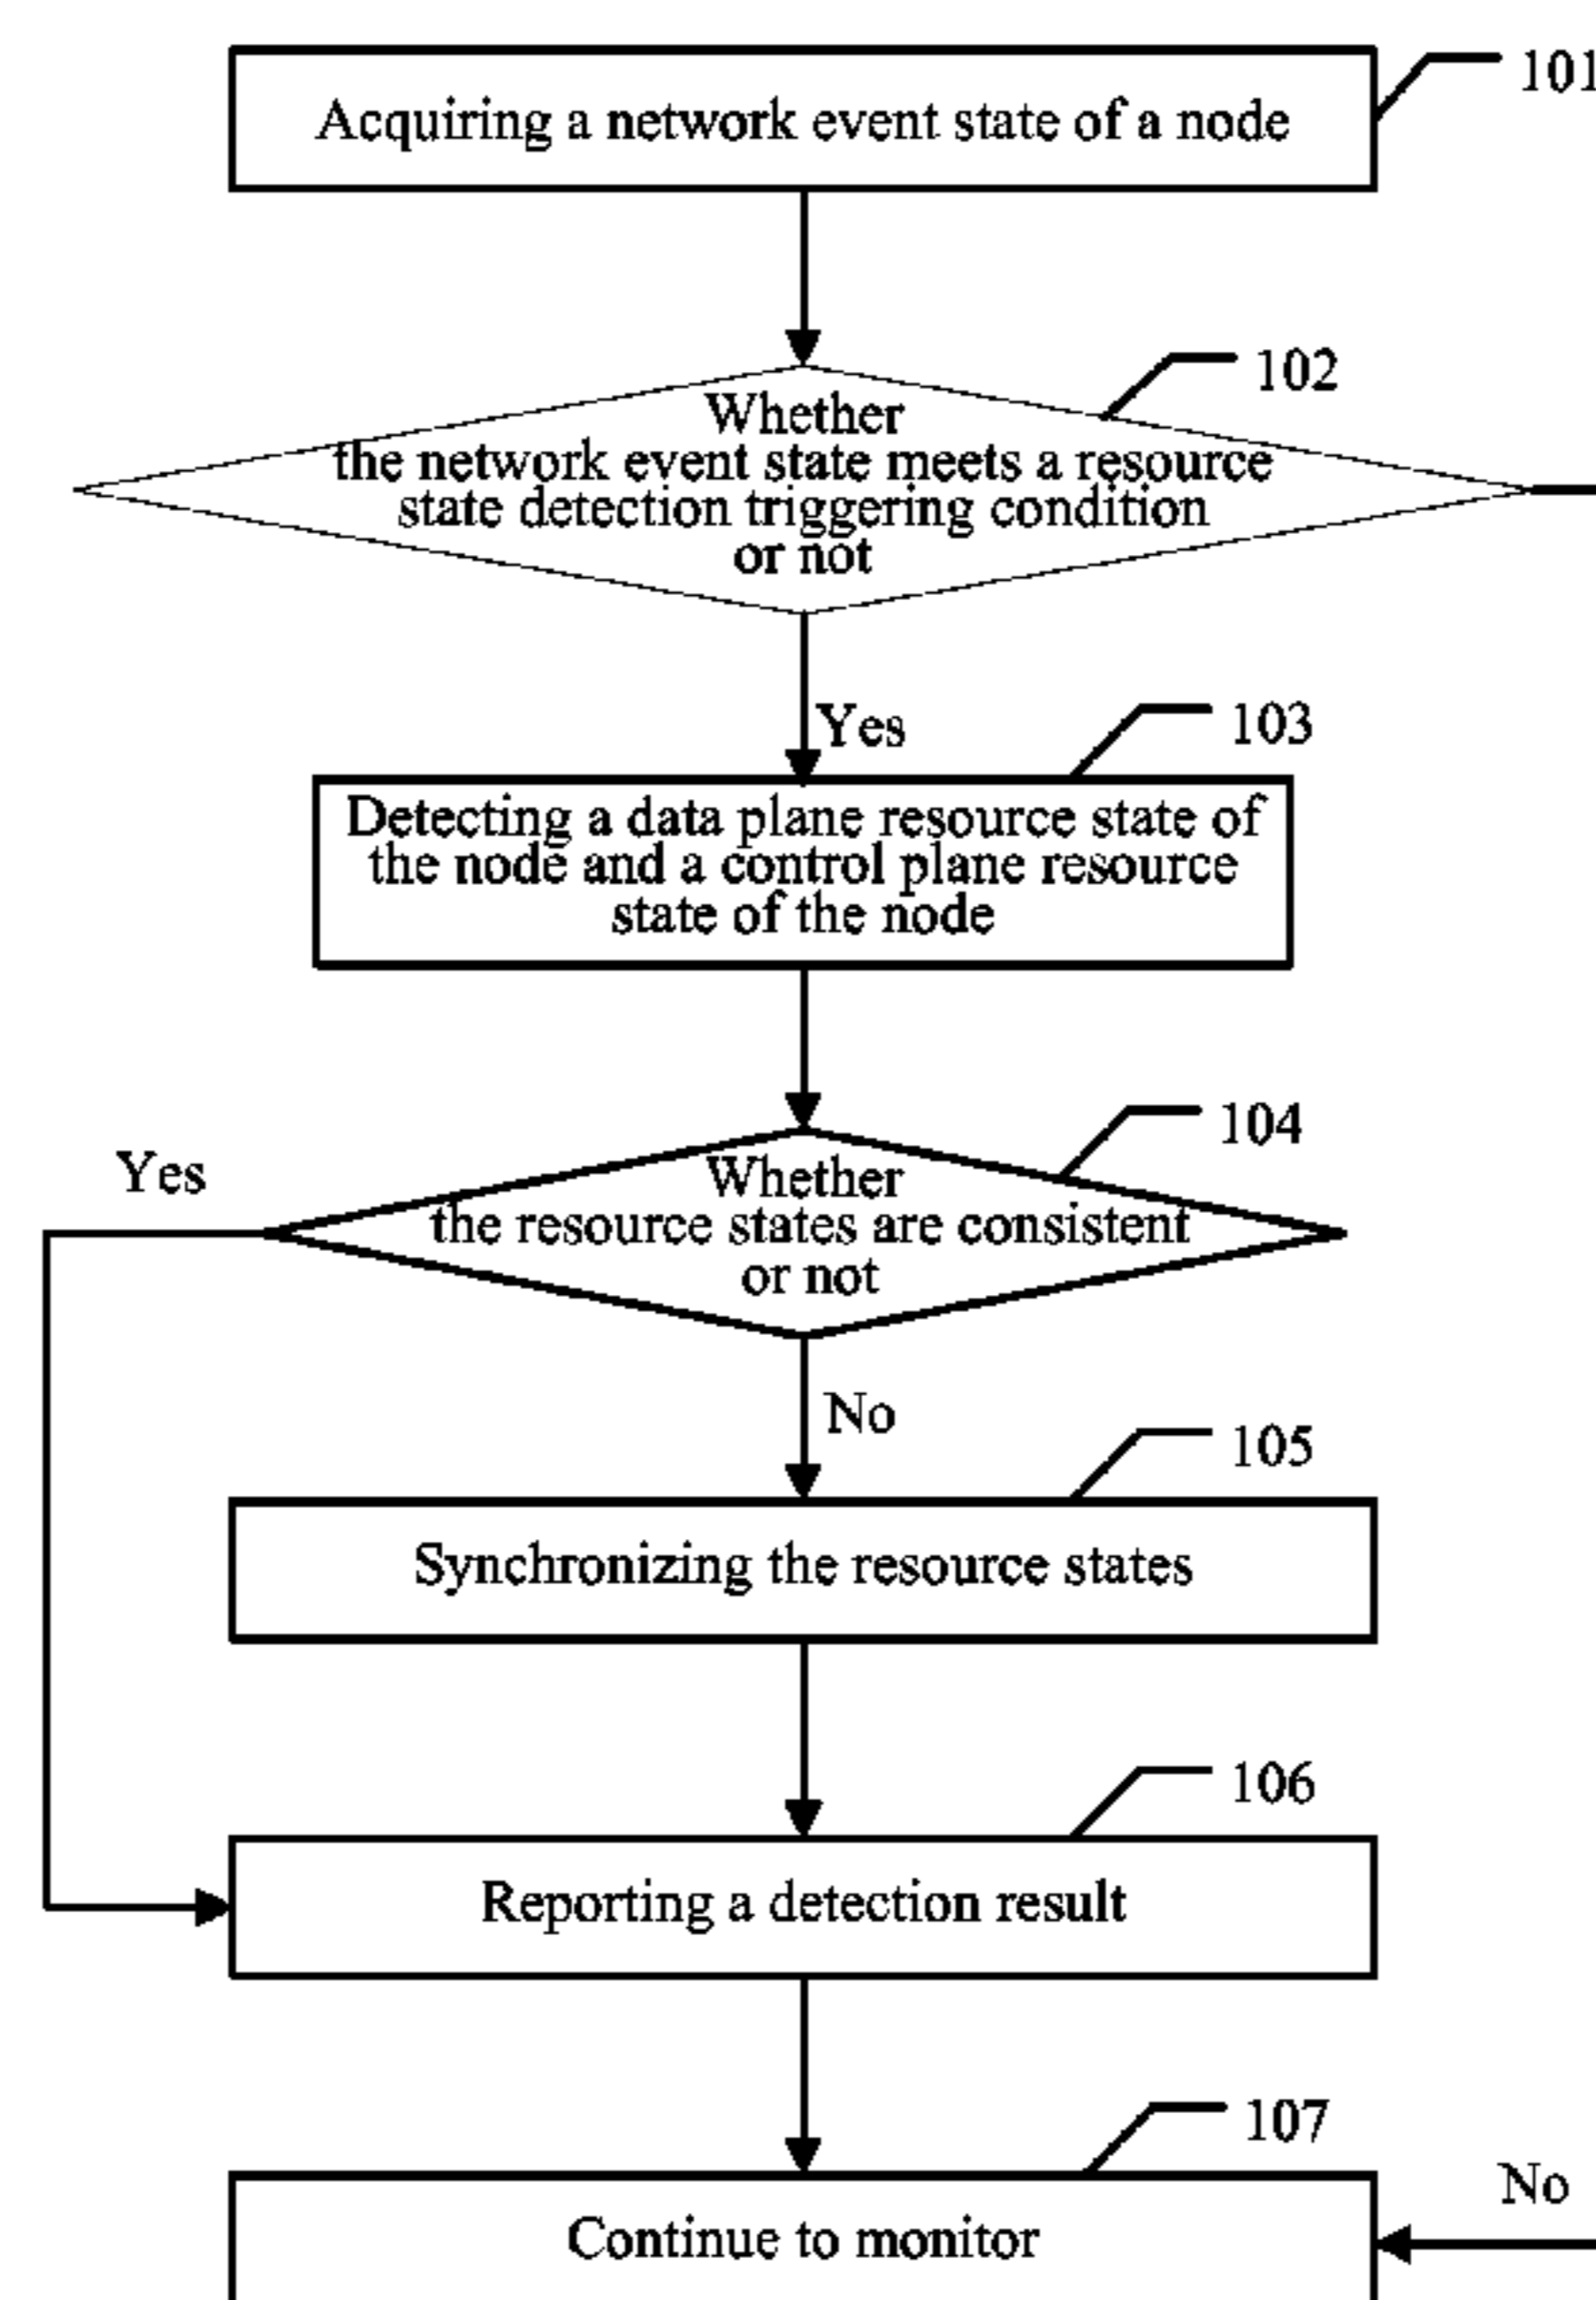 Acquiring a network event state of a node
101
102
Whether
the network event state meets a resource
state detection triggering condition
or not
Yes
103
Detecting a data plane resource state of
the node and a control plane resource
state of the node
104
Yes
Whether
the resource states are consistent
or not
No
105
Synchronizing the resource states
106
Reporting a detection result
107
No
Continue to monitor